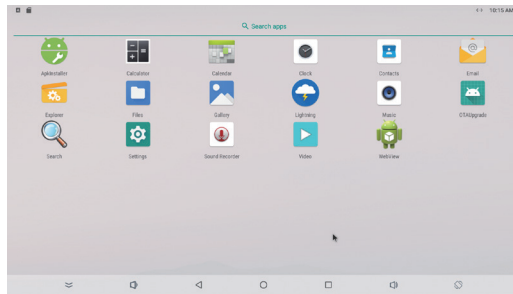 10:15 AM
Search apps
ApkInstaller
Calculator
Calendar
Clock
Contacts
Email
Explorer
Files
Gallery
Lightning
Music
OTAUpgrade
Search
Settings
Sound Recorder
Video
WebView